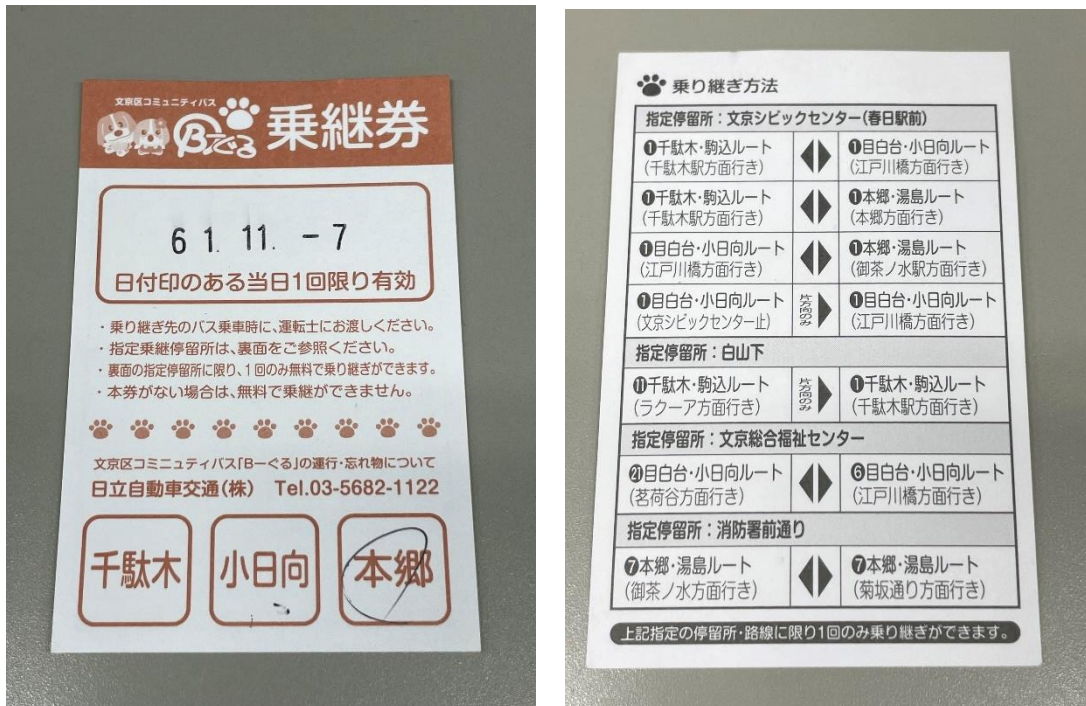 文京区コミュニティバス
Bーぐる 乗継券
61.11.-7
日付印のある当日1回限り有効
・乗り継ぎ先のバス乗車時に、運転士にお渡しください。
・指定乗継停留所は、裏面をご参照ください。
・裏面の指定停留所に限り、1回のみ無料で乗り継ぎができます。
・本券がない場合は、無料で乗継ができません。
文京区コミニュティバス「Bーぐる」の運行・忘れ物について
日立自動車交通(株) Tel.03-5682-1122
千駄木 小日向 本郷
乗り継ぎ方法
指定停留所:文京シビックセンター(春日駅前)
❶千駄木・駒込ルート ❶目白台・小日向ルート
(千駄木駅方面行き) (江戸川橋方面行き)
❶千駄木・駒込ルート ❶本郷・湯島ルート
(千駄木駅方面行き) (本郷方面行き)
❶目白台・小日向ルート ❶本郷・湯島ルート
(江戸川橋方面行き) (御茶ノ水駅方面行き)
❶目白台・小日向ルート 片方向のみ ❶目白台・小日向ルート
(文京シビックセンター止) (江戸川橋方面行き)
指定停留所:白山下
⓫千駄木・駒込ルート 片方向のみ ❶千駄木・駒込ルート
(ラクーア方面行き) (千駄木駅方面行き)
指定停留所:文京総合福祉センター
㉑目白台・小日向ルート ❻目白台・小日向ルート
(茗荷谷方面行き) (江戸川橋方面行き)
指定停留所:消防署前通り
❼本郷・湯島ルート ❼本郷・湯島ルート
(御茶ノ水方面行き) (菊坂通り方面行き)
上記指定の停留所・路線に限り1回のみ乗り継ぎができます。